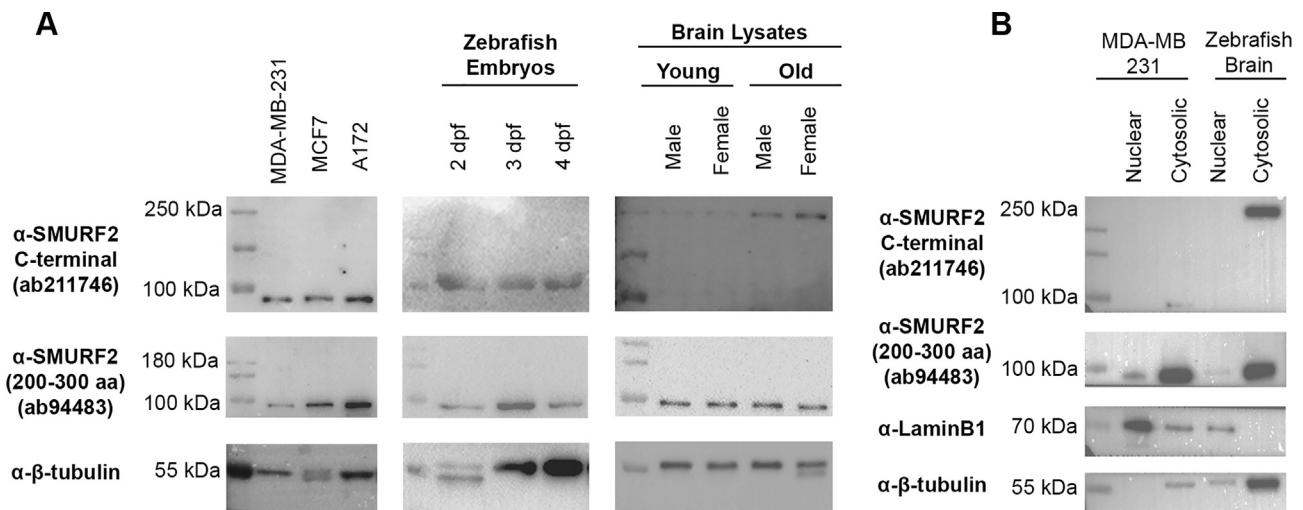 A
Zebrafish
Embryos
Brain Lysates
Young
Old
MDA-MB-231
MCF7
A172
2 dpf
3 dpf
4 dpf
Male
Female
Male
Female
α-SMURF2
C-terminal
(ab211746)
250 kDa
100 kDa
α-SMURF2
(200-300 aa)
(ab94483)
180 kDa
100 kDa
α-β-tubulin
55 kDa
B
MDA-MB
231
Zebrafish
Brain
Nuclear
Cytosolic
Nuclear
Cytosolic
α-SMURF2
C-terminal
(ab211746)
250 kDa
100 kDa
α-SMURF2
(200-300 aa)
(ab94483)
100 kDa
α-LaminB1
70 kDa
α-β-tubulin
55 kDa